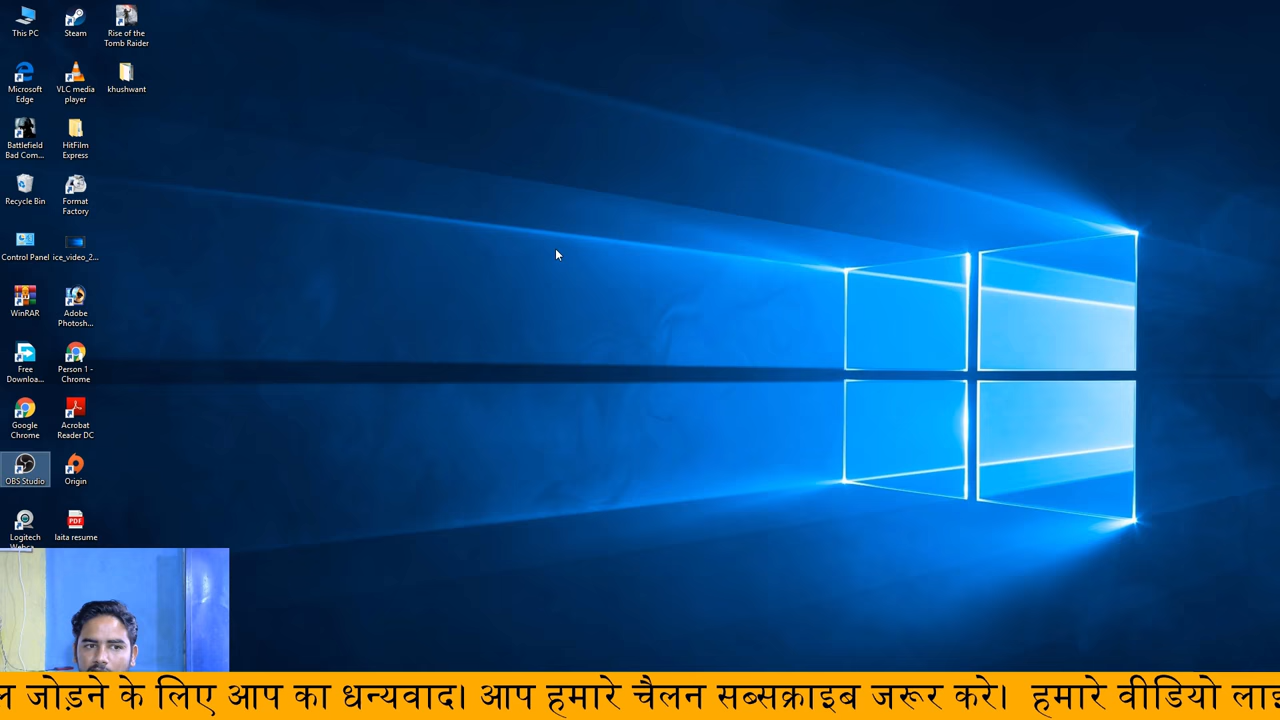 This PC
Steam
Rise of the
Tomb Raider
Microsoft
Edge
VLC media
player
khushwant
Battlefield
Bad Com...
HitFilm
Express
Recycle Bin
Format
Factory
Control Panel
ice_video_2...
WinRAR
Adobe
Photosh...
Free
Downloa...
Person 1 -
Chrome
Google
Chrome
Acrobat
Reader DC
OBS Studio
Origin
Logitech
PDF
laita resume
जोड़ने के लिए आप का धन्यवाद। आप हमारे चैलन सब्सक्राइब जरूर करे। हमारे वीडियो